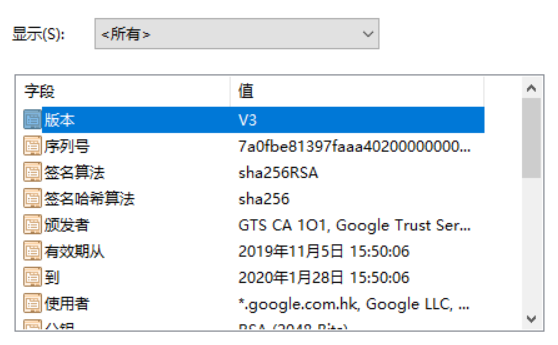 显示(S): <所有>
字段 值
版本 V3
序列号 7a0fbe81397faaa40200000000...
签名算法 sha256RSA
签名哈希算法 sha256
颁发者 GTS CA 1O1, Google Trust Ser...
有效期从 2019年11月5日 15:50:06
到 2020年1月28日 15:50:06
使用者 *.google.com.hk, Google LLC, ...
公钥 RSA (2048 Bits)